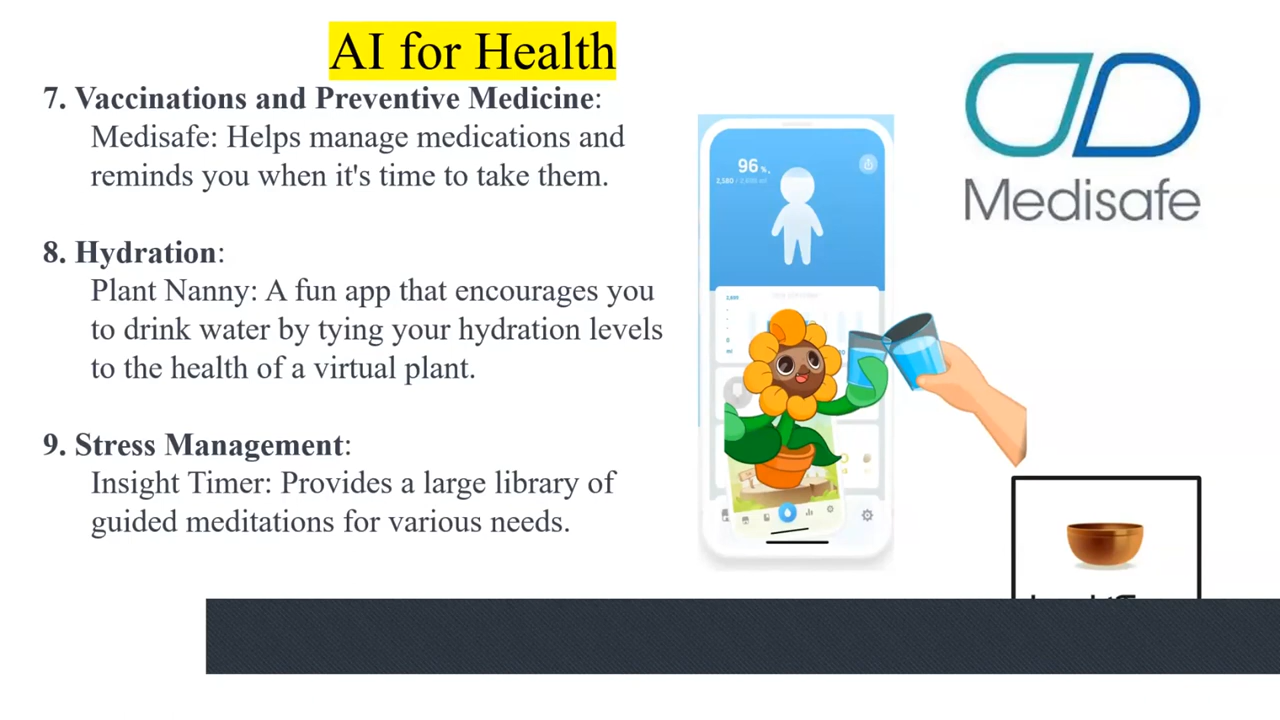 AI for Health
7. Vaccinations and Preventive Medicine:
Medisafe: Helps manage medications and
reminds you when it's time to take them.
8. Hydration:
Plant Nanny: A fun app that encourages you
to drink water by tying your hydration levels
to the health of a virtual plant.
9. Stress Management:
Insight Timer: Provides a large library of
guided meditations for various needs.
96 %
Medisafe